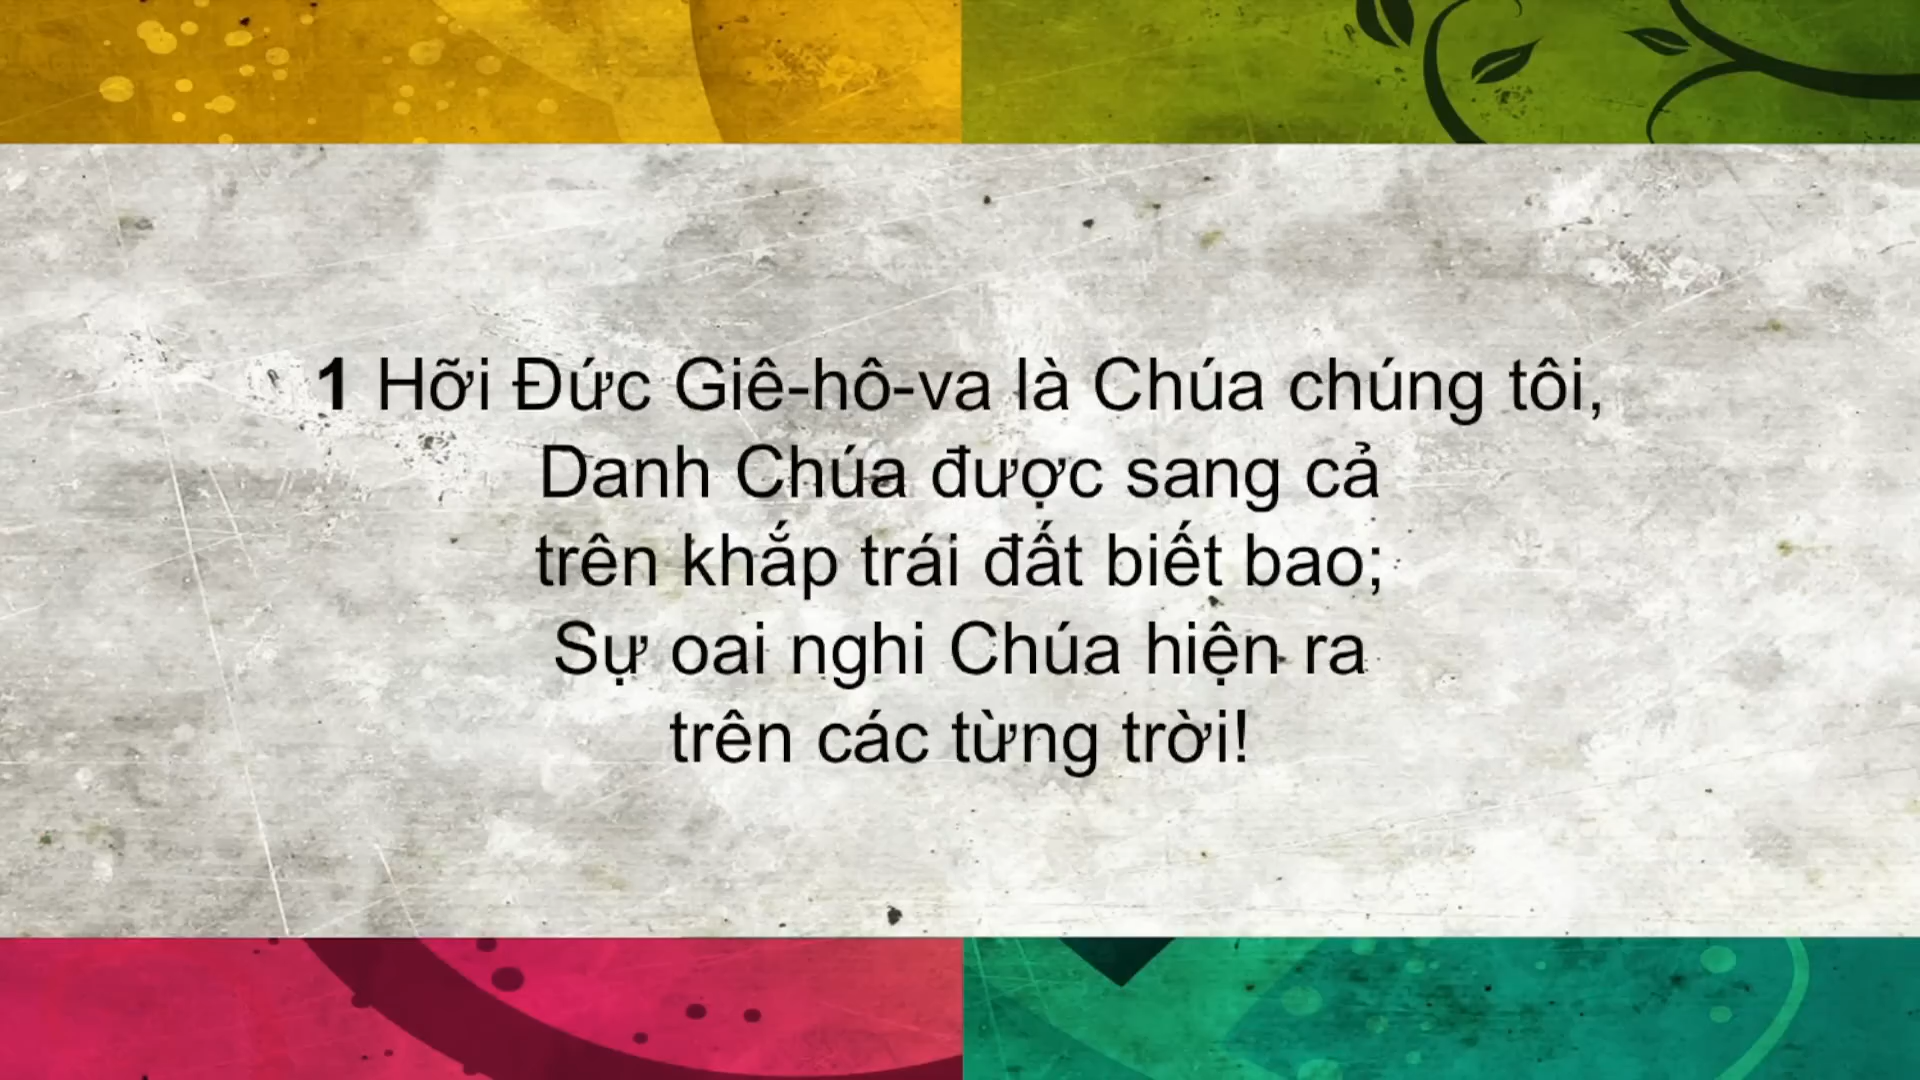 1 Hỡi Đức Giê-hô-va là Chúa chúng tôi,
Danh Chúa được sang cả
trên khắp trái đất biết bao;
Sự oai nghi Chúa hiện ra
trên các từng trời!